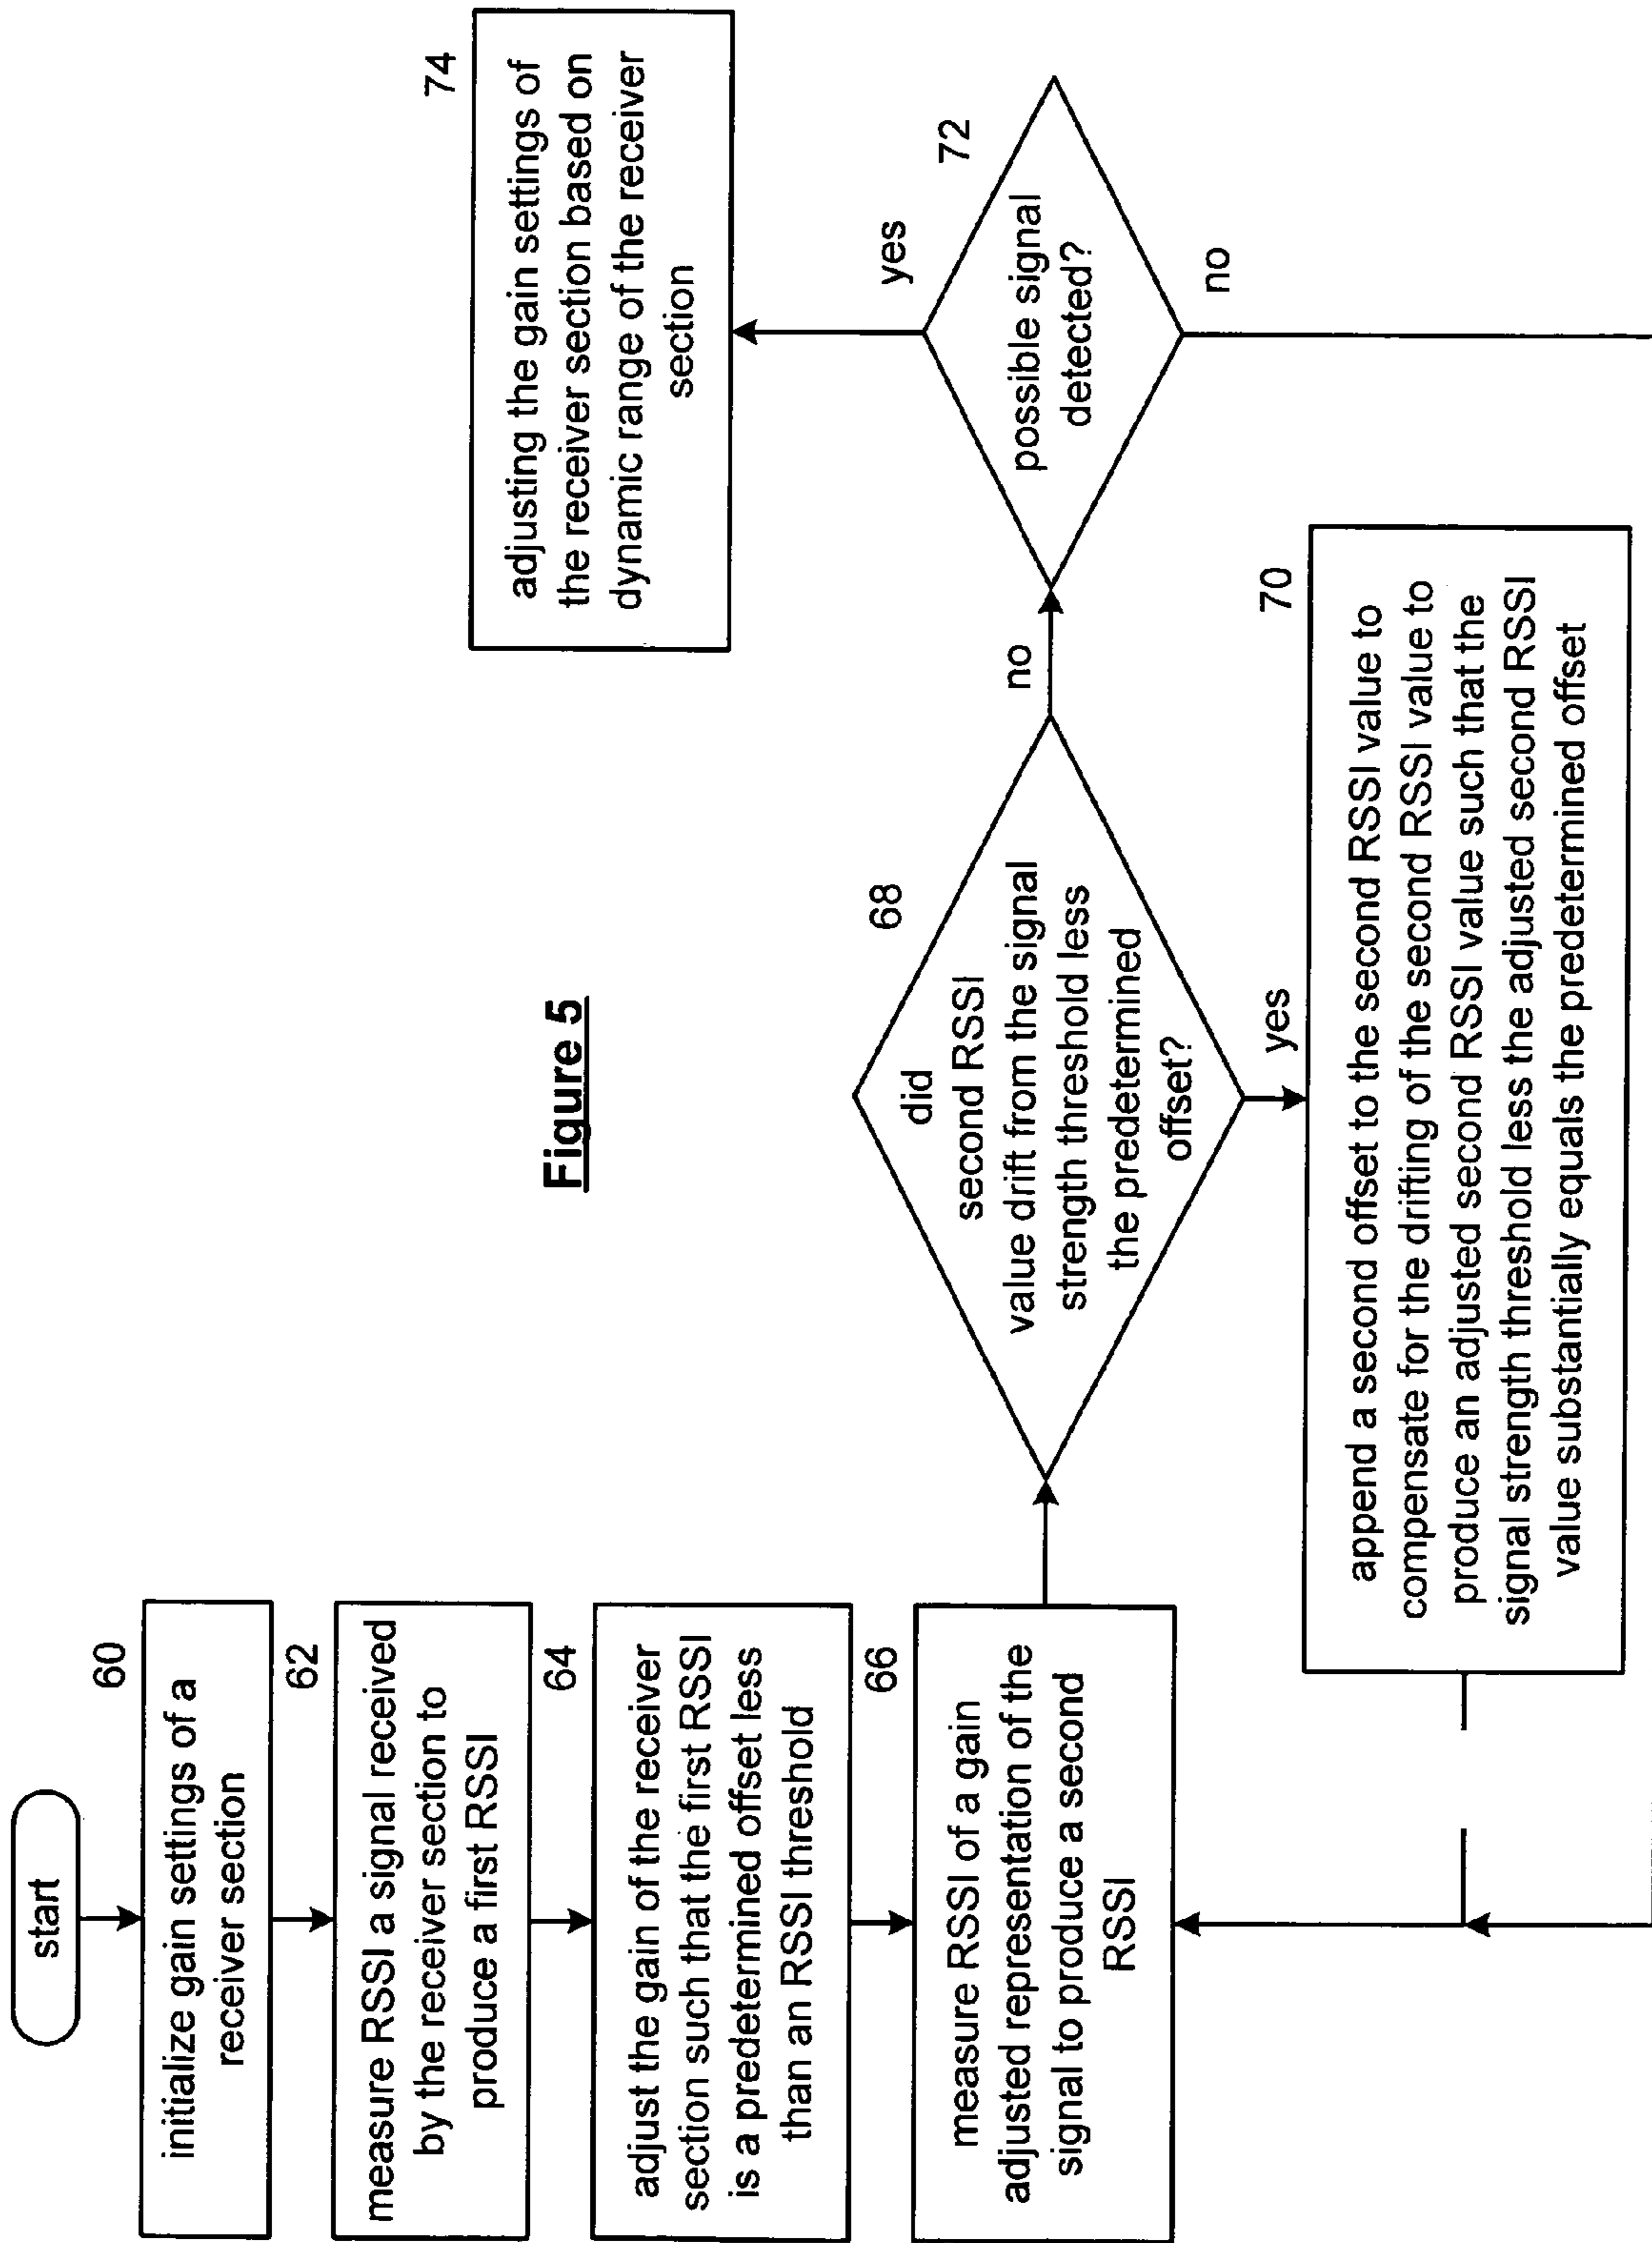 start
60
initialize gain settings of a
receiver section
62
measure RSSI a signal received
by the receiver section to
produce a first RSSI
64
adjust the gain of the receiver
section such that the first RSSI
is a predetermined offset less
than an RSSI threshold
66
measure RSSI of a gain
adjusted representation of the
signal to produce a second
RSSI
Figure 5
68
did
second RSSI
value drift from the signal
strength threshold less
the predetermined
offset?
no
yes
70
append a second offset to the second RSSI value to
compensate for the drifting of the second RSSI value to
produce an adjusted second RSSI value such that the
signal strength threshold less the adjusted second RSSI
value substantially equals the predetermined offset
72
possible signal
detected?
yes
no
74
adjusting the gain settings of
the receiver section based on
dynamic range of the receiver
section